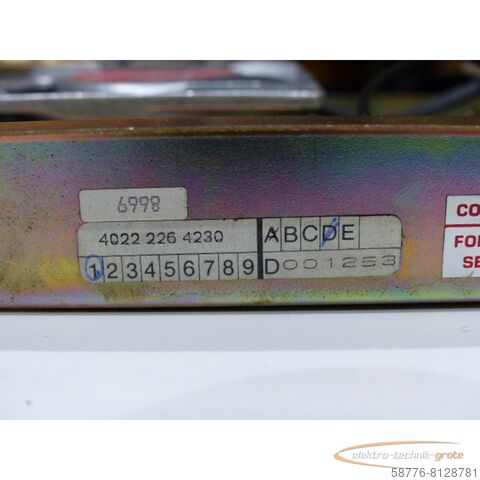 6998
4022 226 4230
ABCDE
123456789
D001253
CO
FO
SE
elektro-technik-grote
58776-8128781